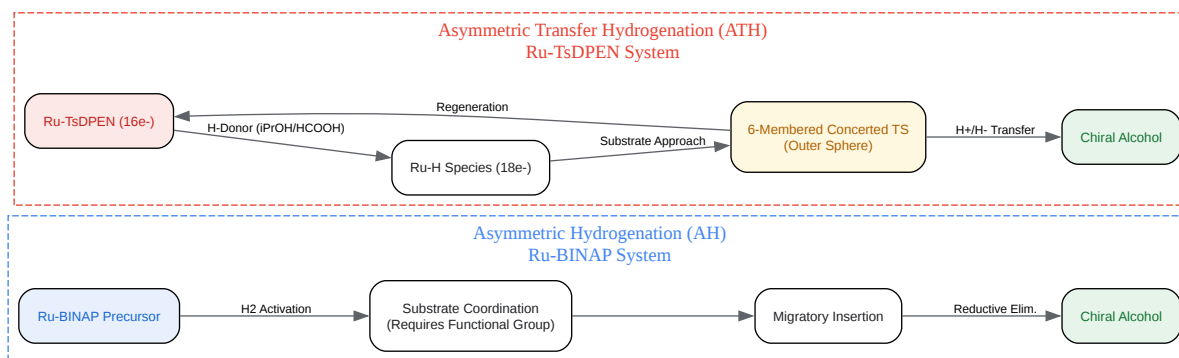 Asymmetric Transfer Hydrogenation (ATH)
Ru-TsDPEN System
Ru-TsDPEN (16e-)
Regeneration
H-Donor (iPrOH/HCOOH)
Ru-H Species (18e-)
Substrate Approach
6-Membered Concerted TS
(Outer Sphere)
H+/H- Transfer
Chiral Alcohol
Asymmetric Hydrogenation (AH)
Ru-BINAP System
Ru-BINAP Precursor
H2 Activation
Substrate Coordination
(Requires Functional Group)
Migratory Insertion
Reductive Elim.
Chiral Alcohol